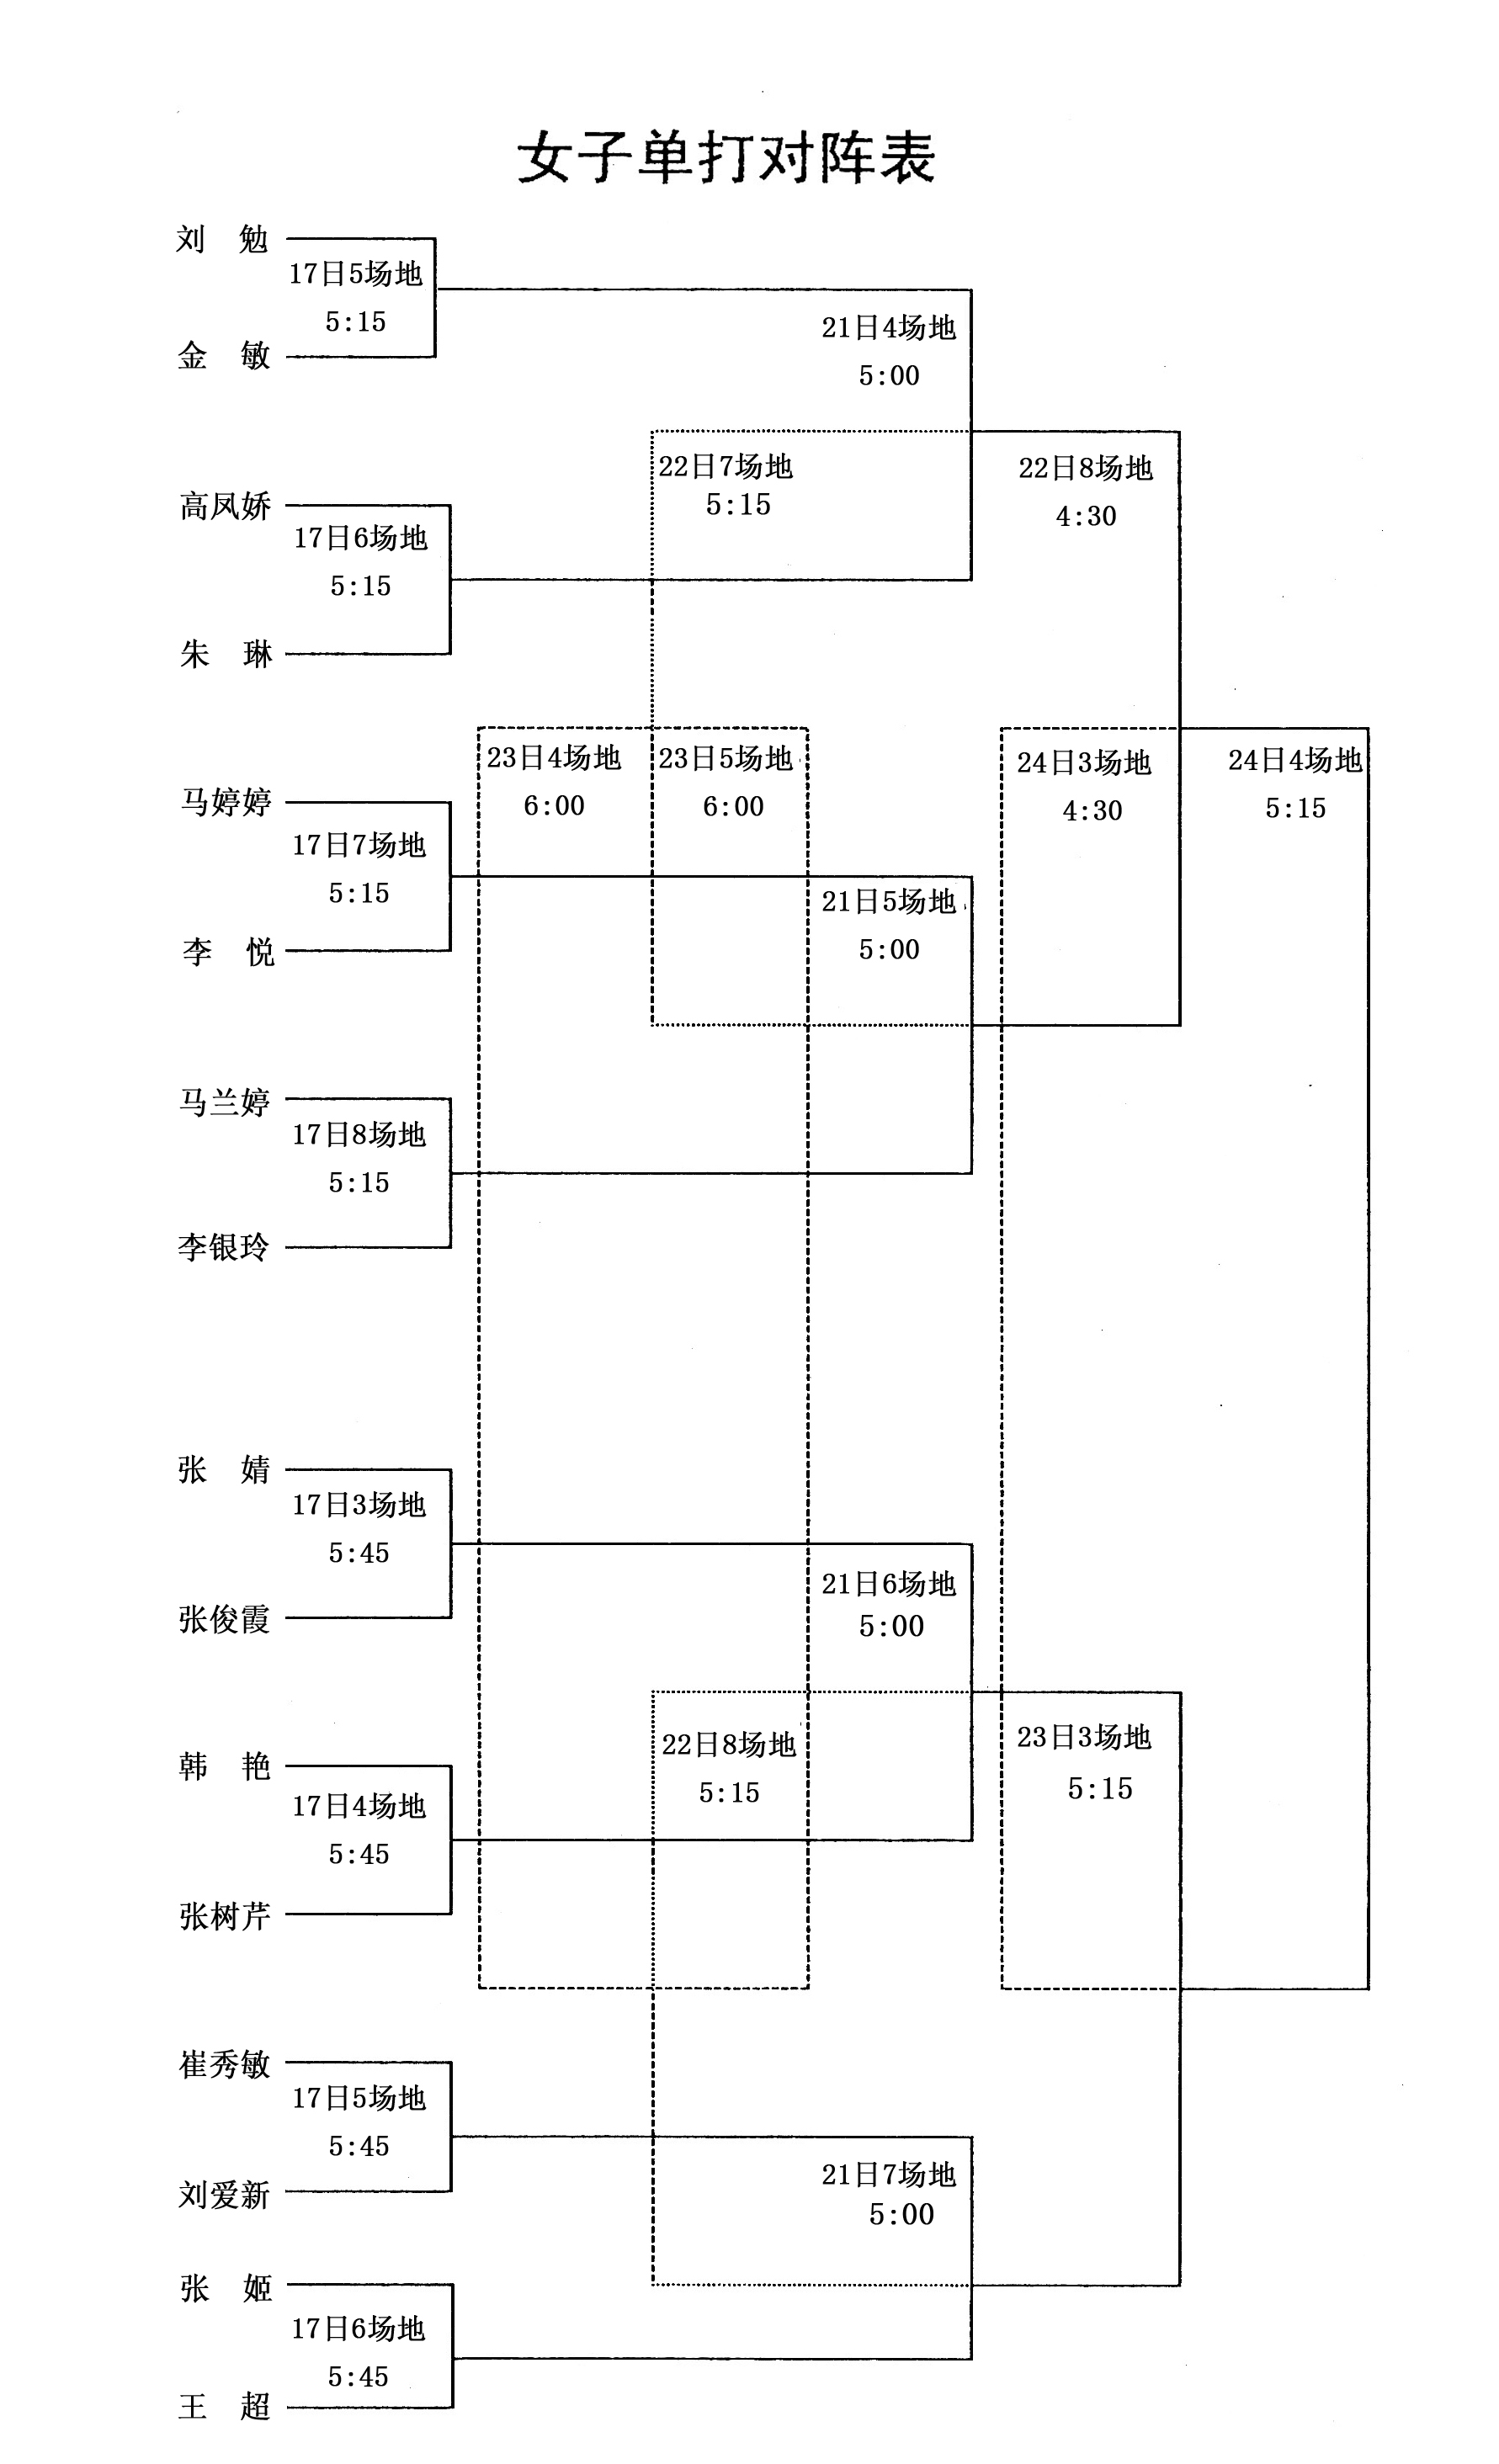 女子单打对阵表
刘 勉
17日5场地
5:15
金 敏
21日4场地
5:00
22日7场地
5:15
22日8场地
4:30
高凤娇
17日6场地
5:15
朱 琳
23日4场地
6:00
23日5场地
6:00
24日3场地
4:30
24日4场地
5:15
马婷婷
17日7场地
5:15
李 悦
21日5场地
5:00
马兰婷
17日8场地
5:15
李银玲
张 婧
17日3场地
5:45
张俊霞
21日6场地
5:00
22日8场地
5:15
23日3场地
5:15
韩 艳
17日4场地
5:45
张树芹
崔秀敏
17日5场地
5:45
刘爱新
21日7场地
5:00
张 姬
17日6场地
5:45
王 超